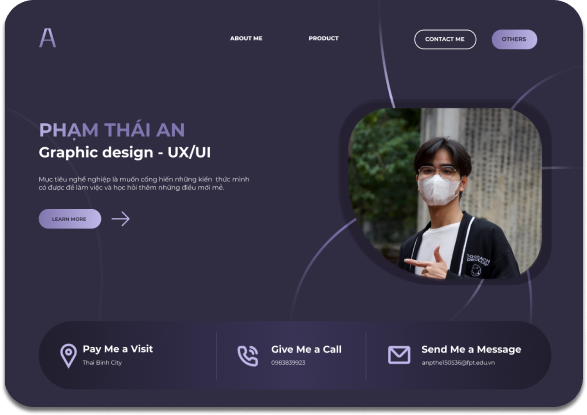 A
ABOUT ME
PRODUCT
CONTACT ME
OTHERS
PHẠM THÁI AN
Graphic design - UX/UI
Mục tiêu nghề nghiệp là muốn cống hiến những kiến thức mình
có được để làm việc và học hỏi thêm những điều mới mẻ.
LEARN MORE
Pay Me a Visit
Thai Binh City
Give Me a Call
0983839923
Send Me a Message
anpthe150536@fpt.edu.vn